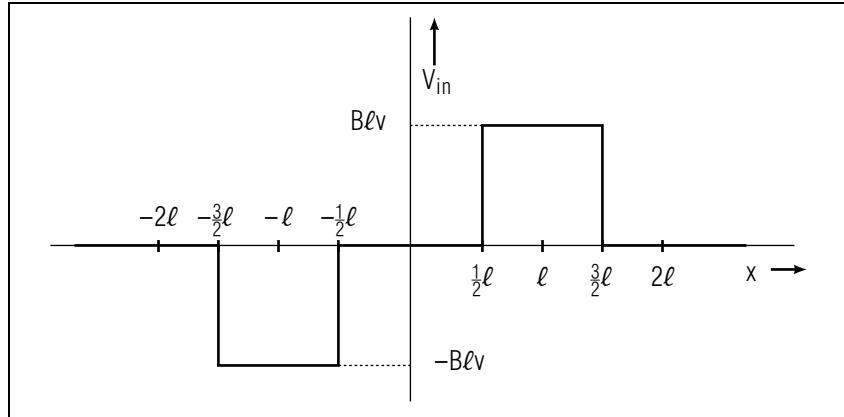 V_in
Bℓv
−2ℓ −3/2ℓ −ℓ −1/2ℓ
1/2ℓ ℓ 3/2ℓ 2ℓ x
−Bℓv